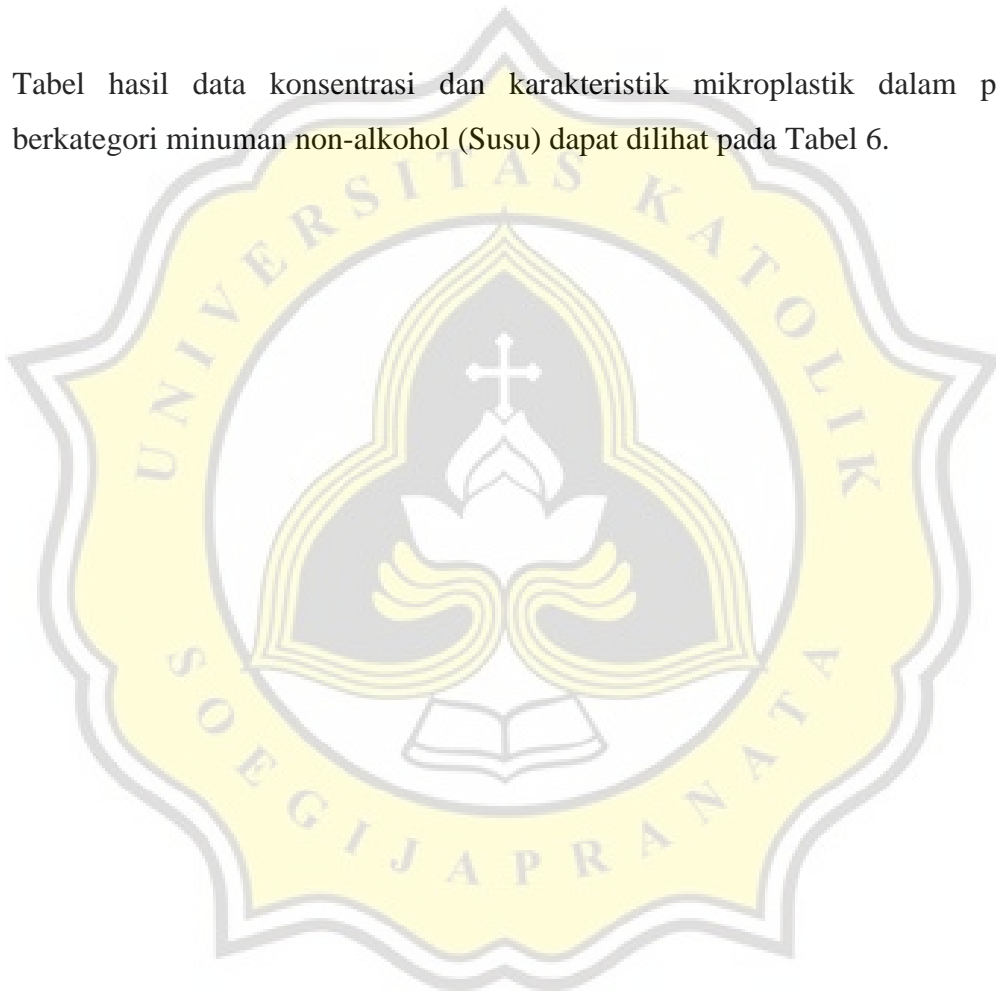 Tabel hasil data konsentrasi dan karakteristik mikroplastik dalam p
berkategori minuman non-alkohol (Susu) dapat dilihat pada Tabel 6.
UNIVERSITAS KATOLIK
SOEGIJAPRANATA